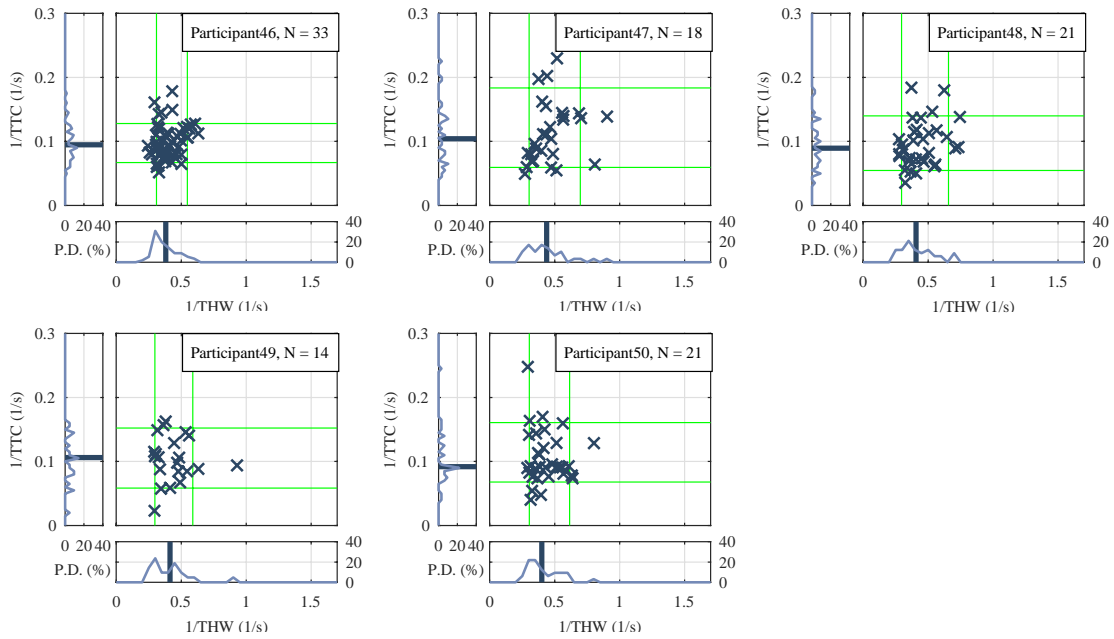 Participant46, N = 33
0.3
0.2
0.1
0
1/TTC (1/s)
0 20 40
P.D. (%)
40
20
0
0 0.5 1 1.5
1/THW (1/s)
Participant47, N = 18
0.3
0.2
0.1
0
1/TTC (1/s)
0 20 40
P.D. (%)
40
20
0
0 0.5 1 1.5
1/THW (1/s)
Participant48, N = 21
0.3
0.2
0.1
0
1/TTC (1/s)
0 20 40
P.D. (%)
40
20
0
0 0.5 1 1.5
1/THW (1/s)
Participant49, N = 14
0.3
0.2
0.1
0
1/TTC (1/s)
0 20 40
P.D. (%)
40
20
0
0 0.5 1 1.5
1/THW (1/s)
Participant50, N = 21
0.3
0.2
0.1
0
1/TTC (1/s)
0 20 40
P.D. (%)
40
20
0
0 0.5 1 1.5
1/THW (1/s)